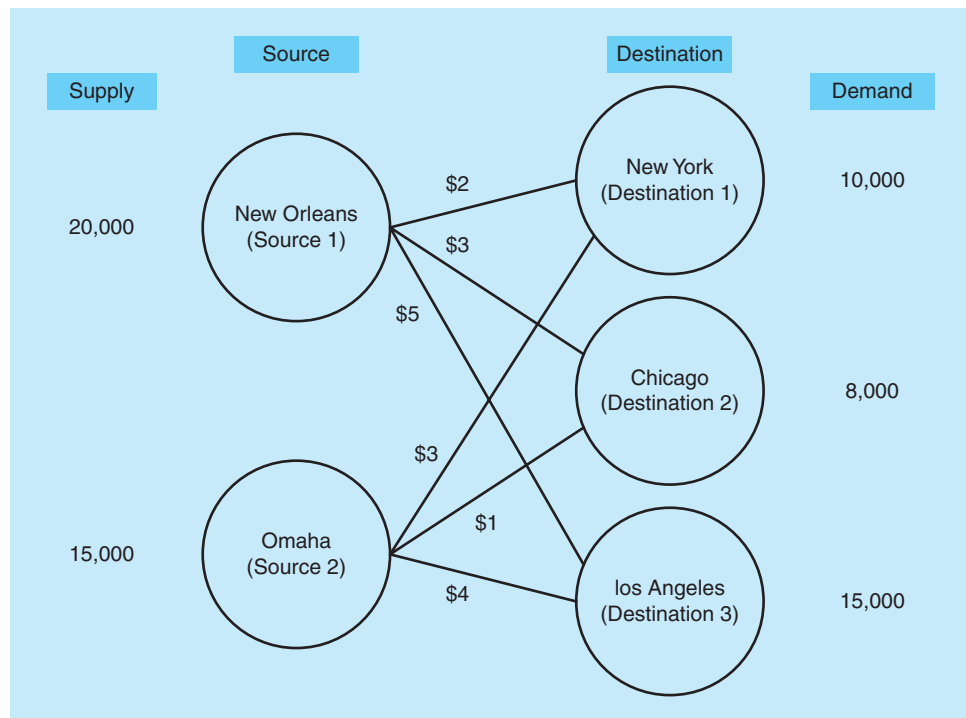 Source
Destination
Supply
Demand
New York
(Destination 1)
10,000
$2
New Orleans
(Source 1)
20,000
$3
$5
Chicago
(Destination 2)
8,000
$3
$1
Omaha
(Source 2)
15,000
$4
los Angeles
(Destination 3)
15,000